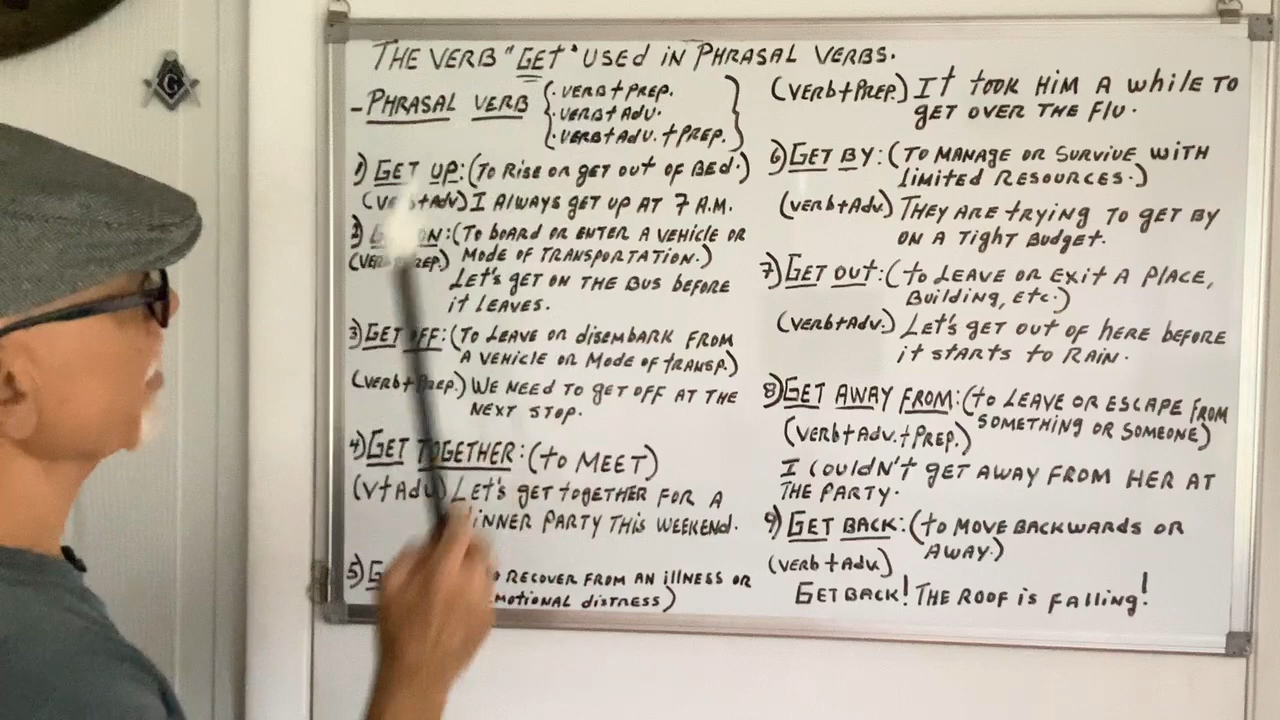 THE VERB "GET" USED IN PHRASAL VERBS.
- PHRASAL VERB
· VERB + PREP.
· VERB + ADV.
· VERB + ADV. + PREP.
1) GET UP: (TO RISE OR GET OUT OF BED.)
(VERB + ADV) I ALWAYS GET UP AT 7 A.M.
2) ON: (TO BOARD OR ENTER A VEHICLE OR
MODE OF TRANSPORTATION.)
LET'S GET ON THE BUS BEFORE
IT LEAVES.
3) GET OFF: (TO LEAVE OR DISEMBARK FROM
A VEHICLE OR MODE OF TRANSP.)
(VERB + PREP.) WE NEED TO GET OFF AT THE
NEXT STOP.
4) GET TOGETHER: (TO MEET)
(V + ADV) LET'S GET TOGETHER FOR A
DINNER PARTY THIS WEEKEND.
5) RECOVER FROM AN ILLNESS OR
EMOTIONAL DISTRESS)
(VERB + PREP.) IT TOOK HIM A WHILE TO
GET OVER THE FLU.
6) GET BY: (TO MANAGE OR SURVIVE WITH
LIMITED RESOURCES.)
(VERB + ADV.) THEY ARE TRYING TO GET BY
ON A TIGHT BUDGET.
7) GET OUT: (TO LEAVE OR EXIT A PLACE,
BUILDING, ETC.)
(VERB + ADV.) LET'S GET OUT OF HERE BEFORE
IT STARTS TO RAIN.
8) GET AWAY FROM: (TO LEAVE OR ESCAPE FROM
SOMETHING OR SOMEONE)
(VERB + ADV. + PREP.)
I COULDN'T GET AWAY FROM HER AT
THE PARTY.
9) GET BACK: (TO MOVE BACKWARDS OR
AWAY.)
(VERB + ADV.)
GET BACK! THE ROOF IS FALLING!
G